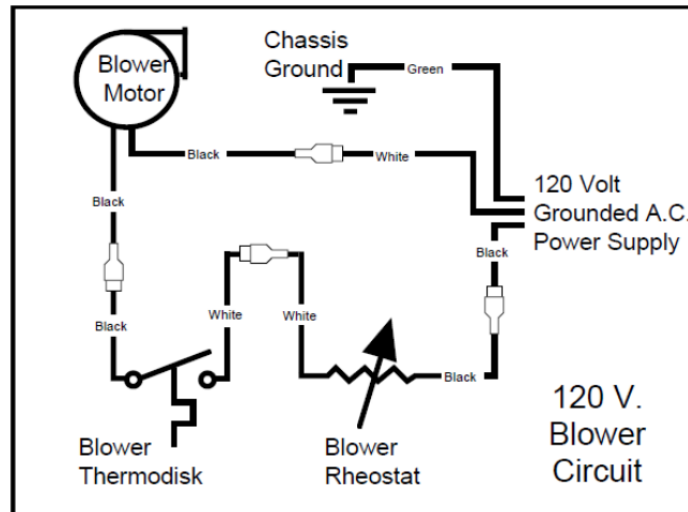 Blower
Motor
Chassis
Ground
Green
Black
White
120 Volt
Grounded A.C.
Power Supply
Black
Black
Black
White
White
Black
Black
Blower
Thermodisk
Blower
Rheostat
120 V.
Blower
Circuit